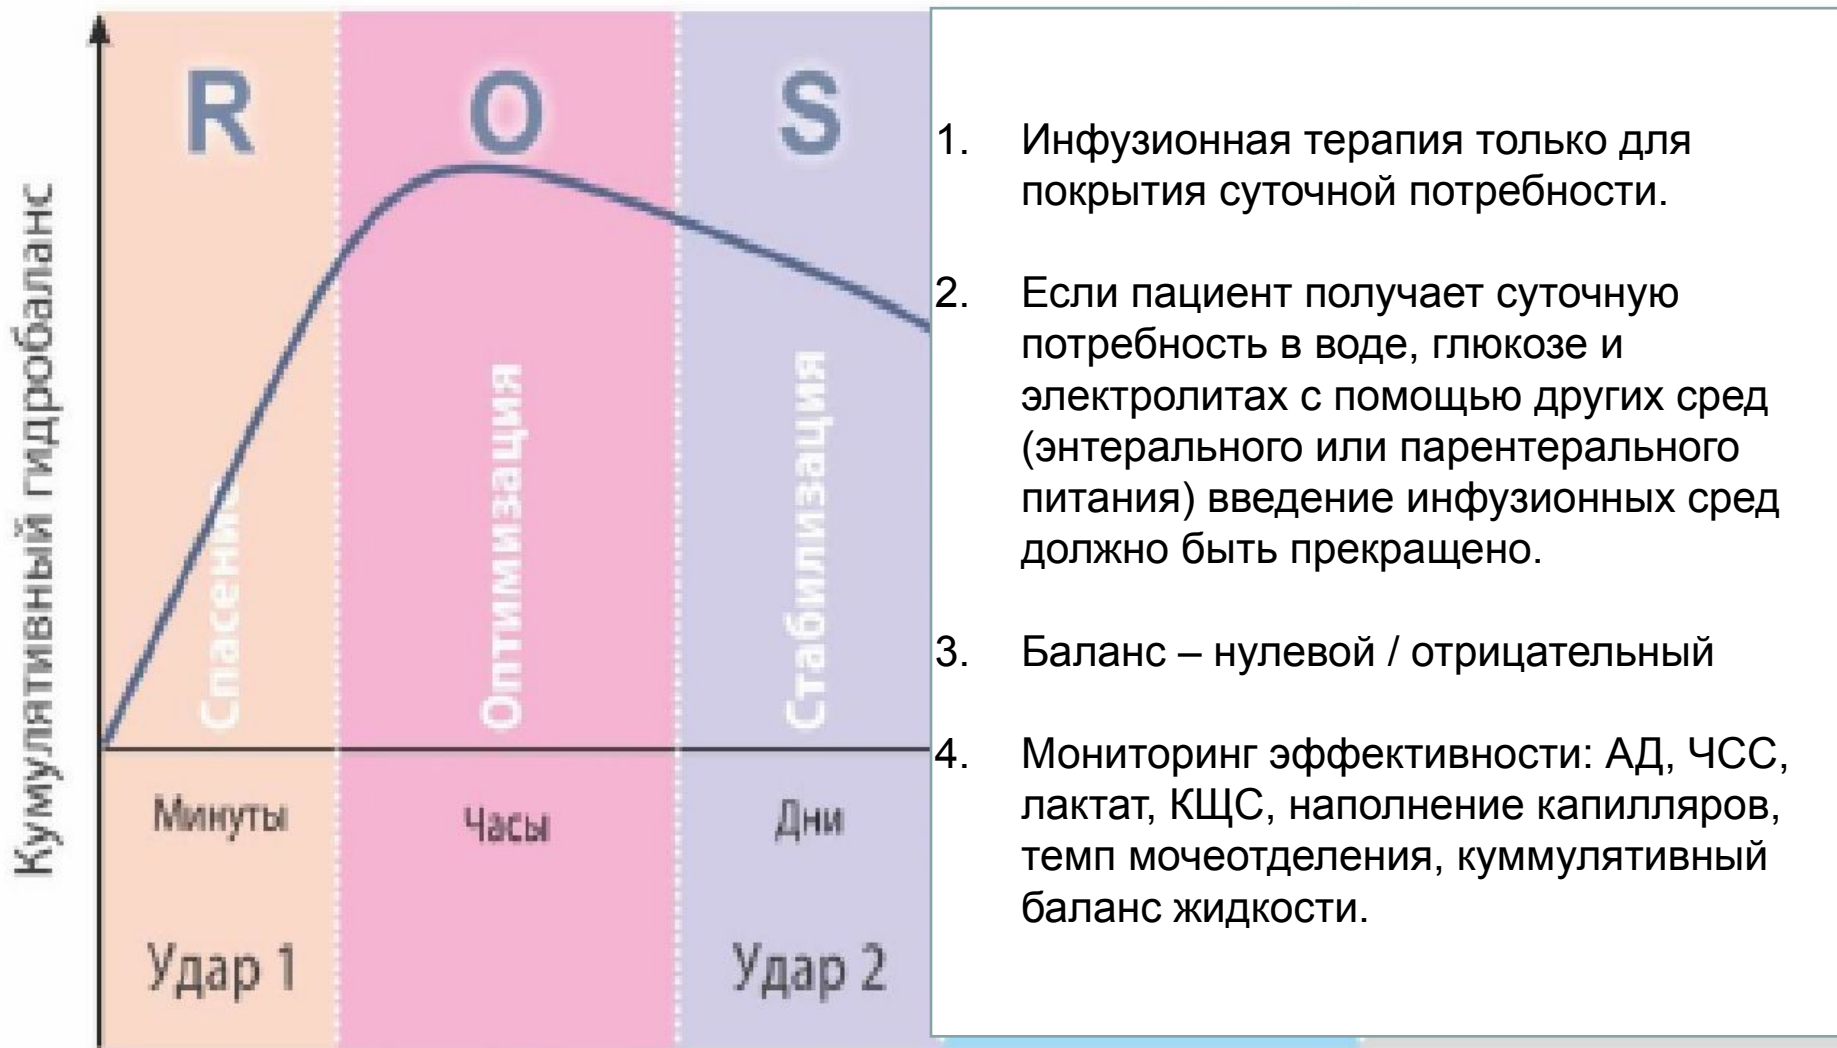 Кумулятивный гидробаланс
R
O
S
Спасение
Оптимизация
Стабилизация
Минуты
Часы
Дни
Удар 1
Удар 2
1. Инфузионная терапия только для
покрытия суточной потребности.
2. Если пациент получает суточную
потребность в воде, глюкозе и
электролитах с помощью других сред
(энтерального или парентерального
питания) введение инфузионных сред
должно быть прекращено.
3. Баланс – нулевой / отрицательный
4. Мониторинг эффективности: АД, ЧСС,
лактат, КЩС, наполнение капилляров,
темп мочеотделения, куммулятивный
баланс жидкости.